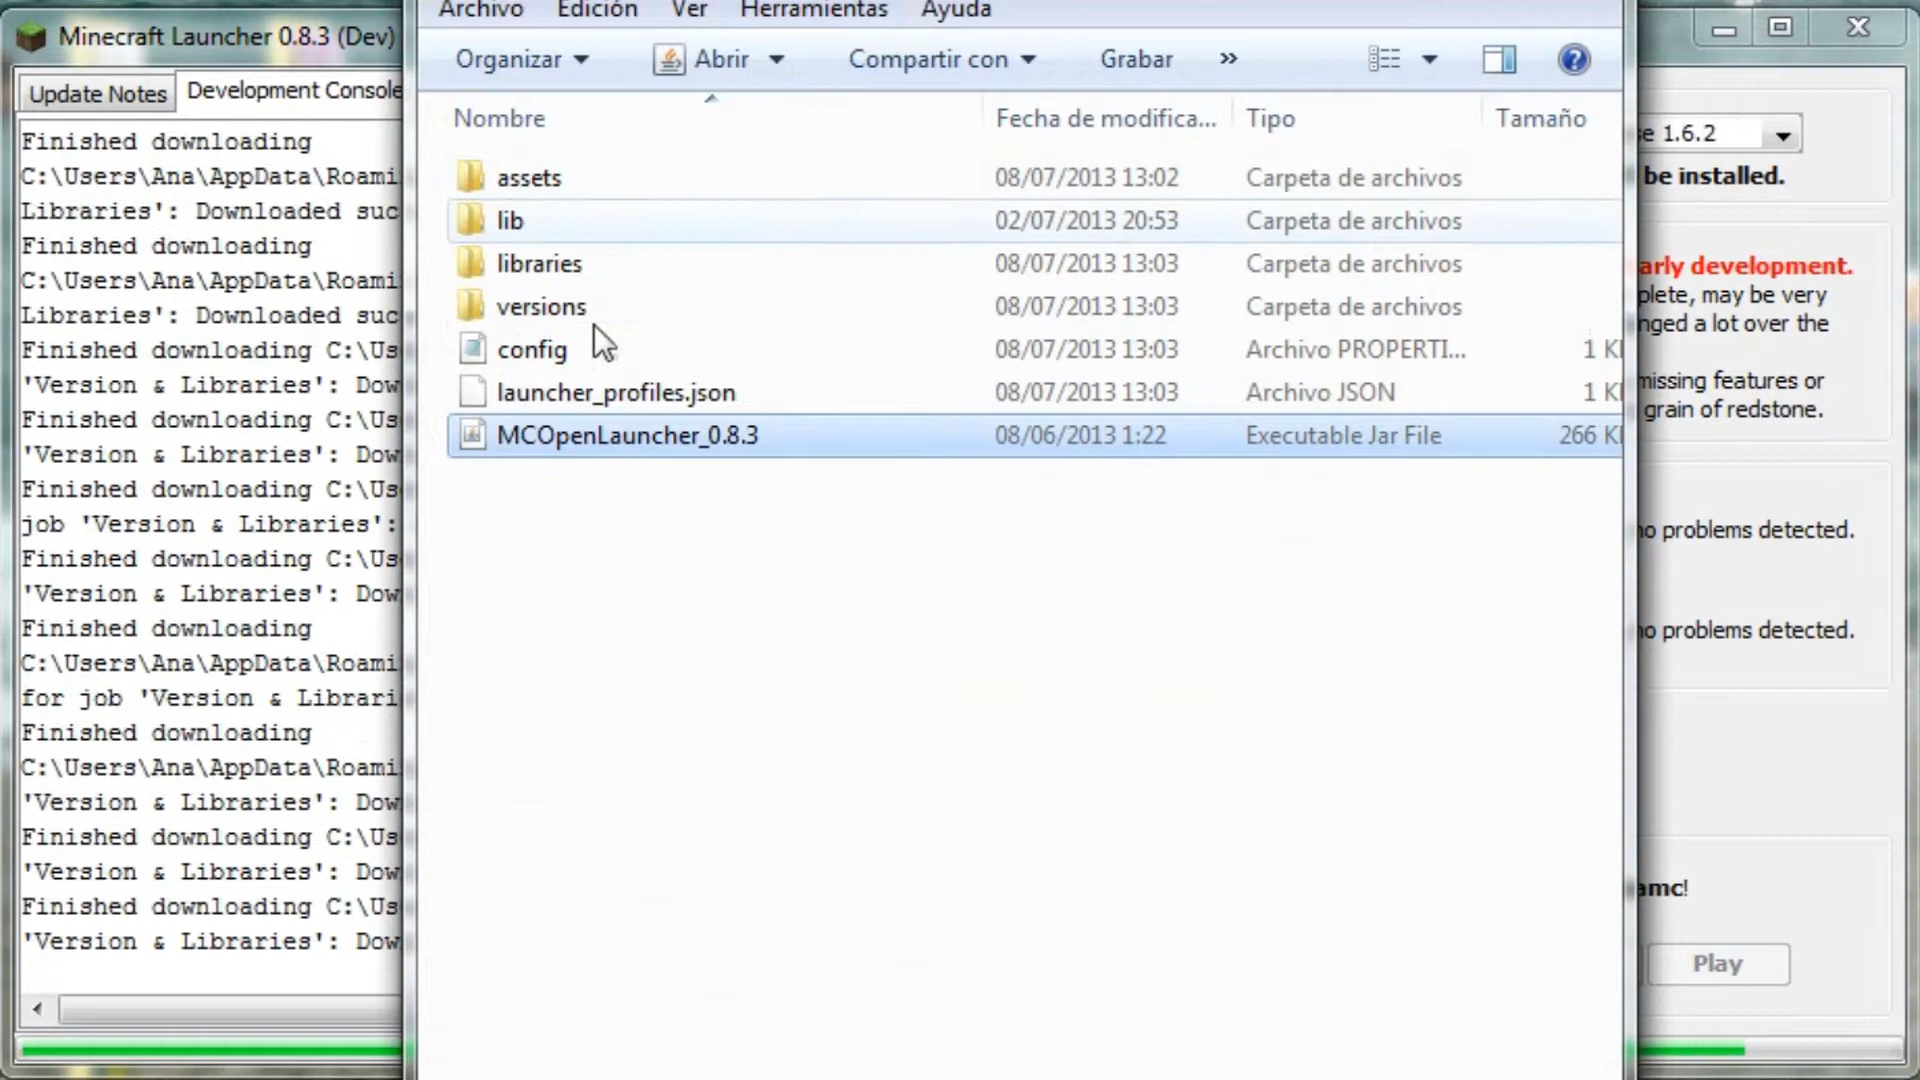 Minecraft Launcher 0.8.3 (Dev)
Update Notes
Development Console
Finished downloading
C:\Users\Ana\AppData\Roami
Libraries': Downloaded suc
Finished downloading
C:\Users\Ana\AppData\Roami
Libraries': Downloaded suc
Finished downloading C:\Us
'Version & Libraries': Dow
Finished downloading C:\Us
'Version & Libraries': Dow
Finished downloading C:\Us
job 'Version & Libraries':
Finished downloading C:\Us
'Version & Libraries': Dow
Finished downloading
C:\Users\Ana\AppData\Roami
for job 'Version & Librari
Finished downloading
C:\Users\Ana\AppData\Roami
'Version & Libraries': Dow
Finished downloading C:\Us
'Version & Libraries': Dow
Finished downloading C:\Us
'Version & Libraries': Dow
Archivo Edición Ver Herramientas Ayuda
Organizar Abrir Compartir con Grabar »
Nombre Fecha de modifica... Tipo Tamaño
assets 08/07/2013 13:02 Carpeta de archivos
lib 02/07/2013 20:53 Carpeta de archivos
libraries 08/07/2013 13:03 Carpeta de archivos
versions 08/07/2013 13:03 Carpeta de archivos
config 08/07/2013 13:03 Archivo PROPERTI... 1 K
launcher_profiles.json 08/07/2013 13:03 Archivo JSON 1 K
MCOpenLauncher_0.8.3 08/06/2013 1:22 Executable Jar File 266 K
se 1.6.2
be installed.
arly development.
plete, may be very
nged a lot over the
missing features or
grain of redstone.
no problems detected.
no problems detected.
amc!
Play